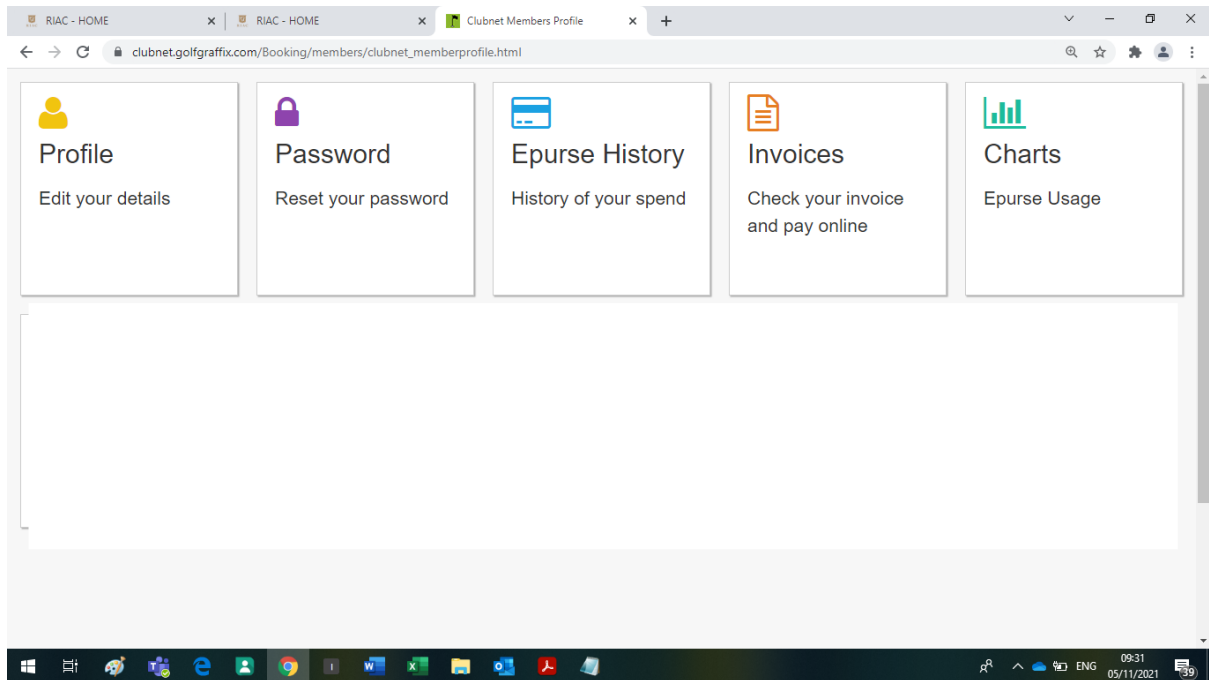 RIAC - HOME
RIAC - HOME
Clubnet Members Profile
clubnet.golfgraffix.com/Booking/members/clubnet_memberprofile.html
Profile
Edit your details
Password
Reset your password
Epurse History
History of your spend
Invoices
Check your invoice
and pay online
Charts
Epurse Usage
ENG
09:31
05/11/2021
39